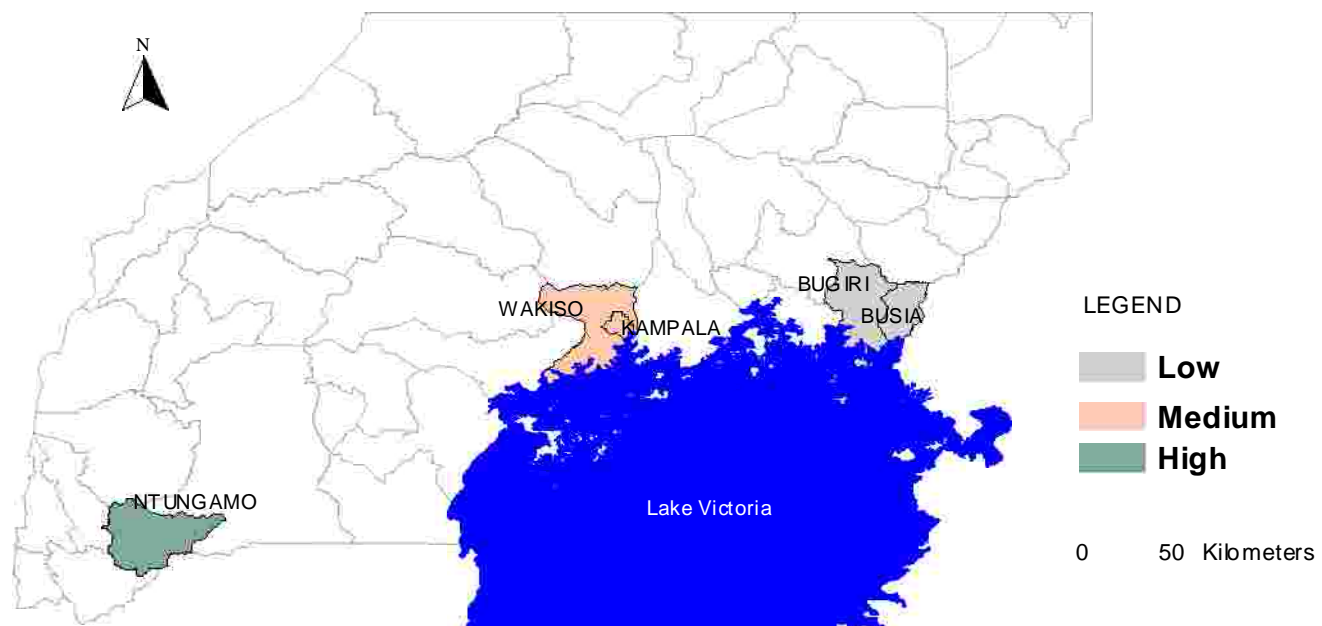 N
BUGIRI
WAKISO
BUSIA
KAMPALA
NTUNGAMO
Lake Victoria
LEGEND
Low
Medium
High
0 50 Kilometers